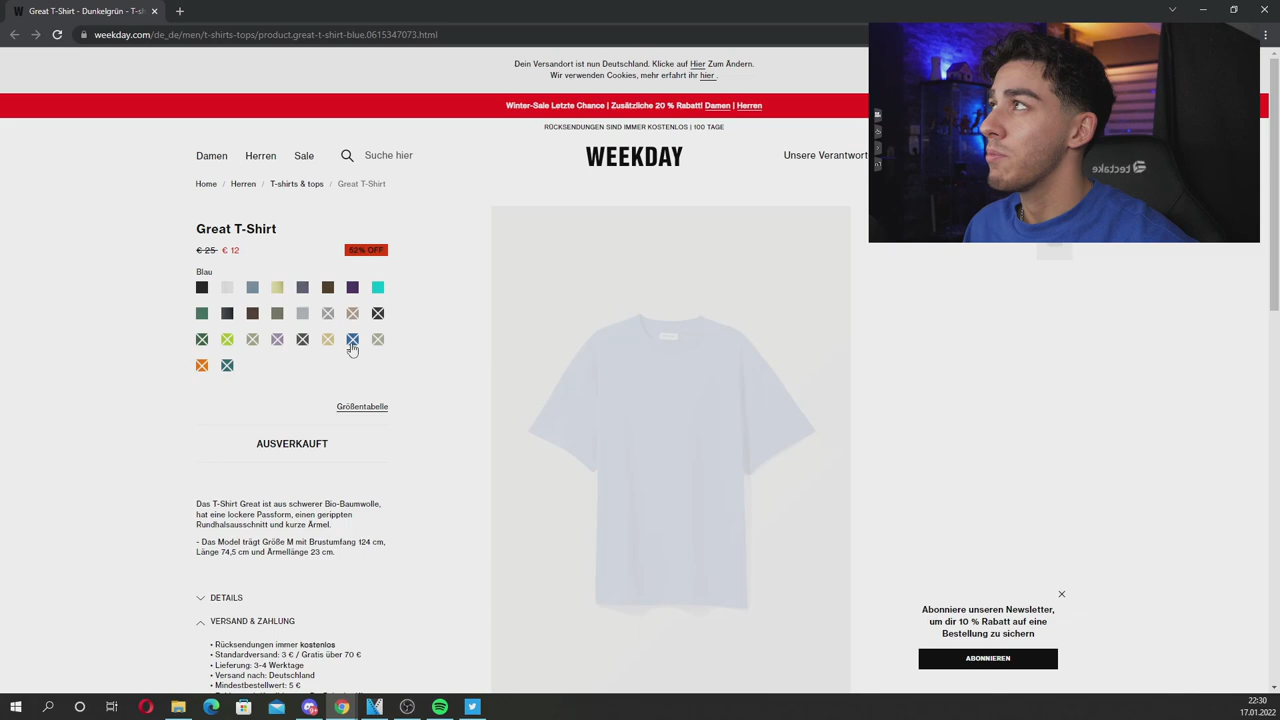 Weekday - Great T-Shirt - Dunkelgr
weekday.com/de_de/men/t-shirts-tops/product.great-t-shirt-blue.0615347073.html
Dein Versandort ist nun Deutschland. Klicke auf Hier Zum Ändern.
Wir verwenden Cookies, mehr erfahrt ihr hier .
Winter-Sale Letzte Chance | Zusätzliche 20 % Rabatt! Damen | Herren
RÜCKSENDUNGEN SIND IMMER KOSTENLOS | 100 TAGE
Damen Herren Sale Suche hier WEEKDAY Unsere Verantwort
tectake
Home / Herren / T-shirts & tops / Great T-Shirt
Great T-Shirt
€ 25 € 12 52% OFF
Blau
Größentabelle
AUSVERKAUFT
Das T-Shirt Great ist aus schwerer Bio-Baumwolle,
hat eine lockere Passform, einen gerippten
Rundhalsausschnitt und kurze Ärmel.
- Das Model trägt Größe M mit Brustumfang 124 cm,
Länge 74,5 cm und Ärmellänge 23 cm.
DETAILS
VERSAND & ZAHLUNG
• Rücksendungen immer kostenlos
• Standardversand: 3 € / Gratis über 70 €
• Lieferung: 3-4 Werktage
• Versand nach: Deutschland
• Mindestbestellwert: 5 €
Abonniere unseren Newsletter,
um dir 10 % Rabatt auf eine
Bestellung zu sichern
ABONNIEREN
22:30
17.01.2022